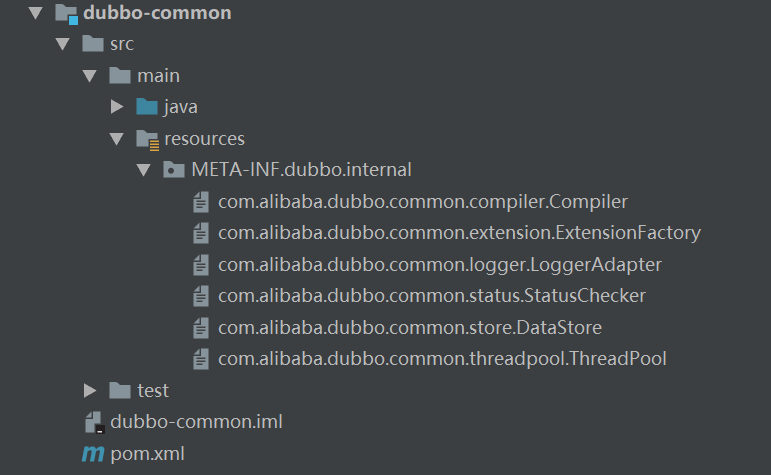 dubbo-common
src
main
java
resources
META-INF.dubbo.internal
com.alibaba.dubbo.common.compiler.Compiler
com.alibaba.dubbo.common.extension.ExtensionFactory
com.alibaba.dubbo.common.logger.LoggerAdapter
com.alibaba.dubbo.common.status.StatusChecker
com.alibaba.dubbo.common.store.DataStore
com.alibaba.dubbo.common.threadpool.ThreadPool
test
dubbo-common.iml
pom.xml